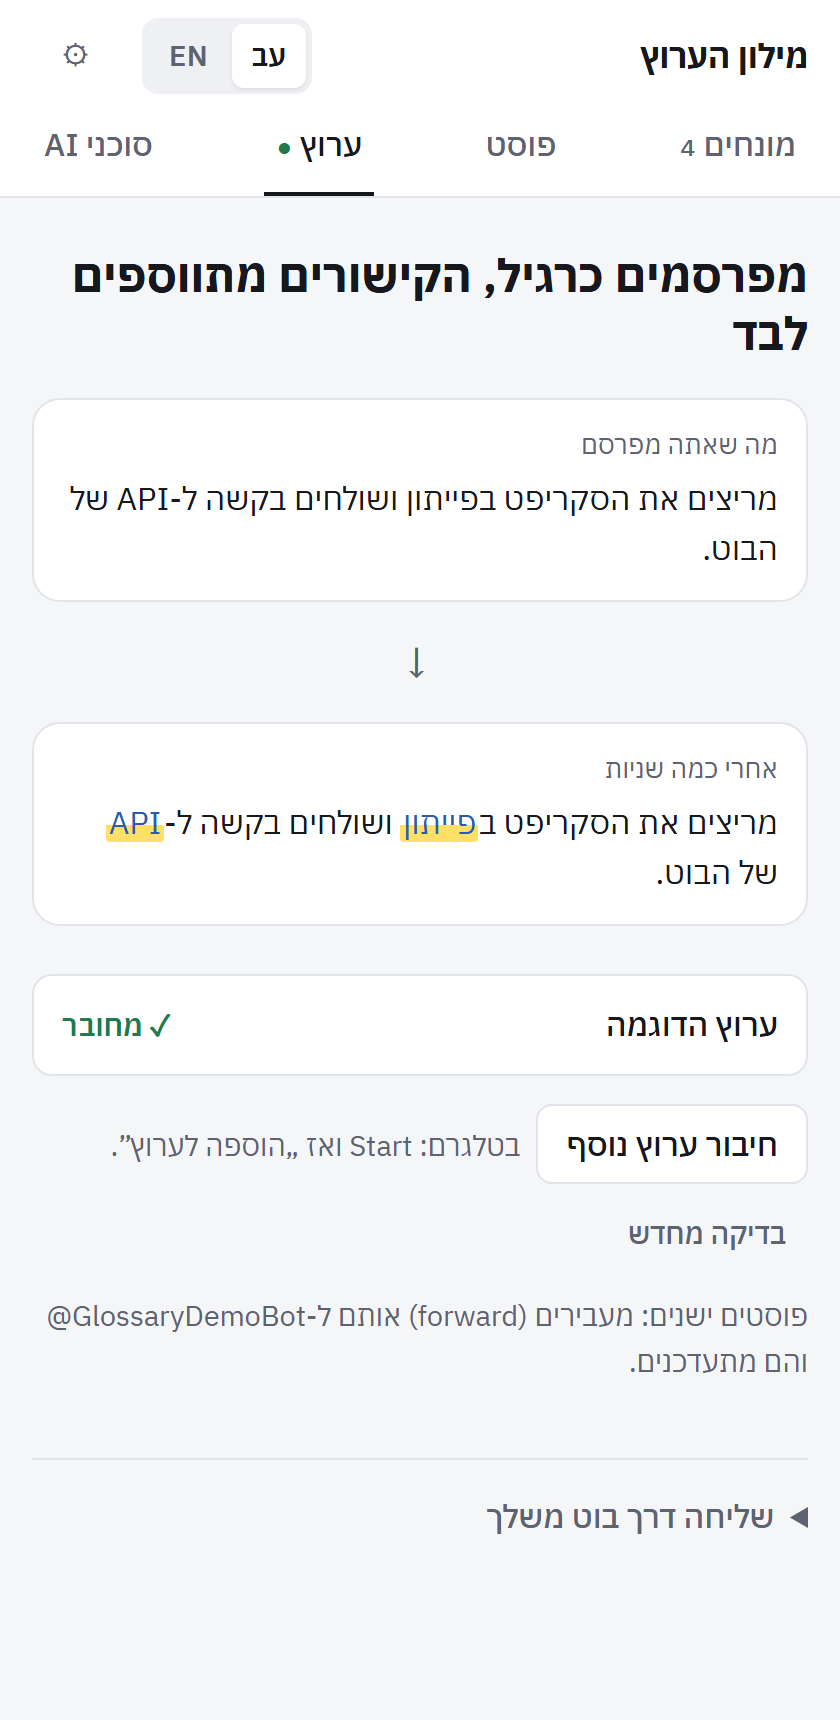 מילון הערוץ
עב EN
מונחים 4
פוסט
ערוץ
סוכני AI
מפרסמים כרגיל, הקישורים מתווספים
לבד
מה שאתה מפרסם
מריצים את הסקריפט בפייתון ושולחים בקשה ל-API של
הבוט.
↓
אחרי כמה שניות
מריצים את הסקריפט בפייתון ושולחים בקשה ל-API
של הבוט.
ערוץ הדוגמה
✓ מחובר
חיבור ערוץ נוסף
בטלגרם: Start ואז „הוספה לערוץ”.
בדיקה מחדש
פוסטים ישנים: מעבירים (forward) אותם ל-@GlossaryDemoBot
והם מתעדכנים.
שליחה דרך בוט משלך